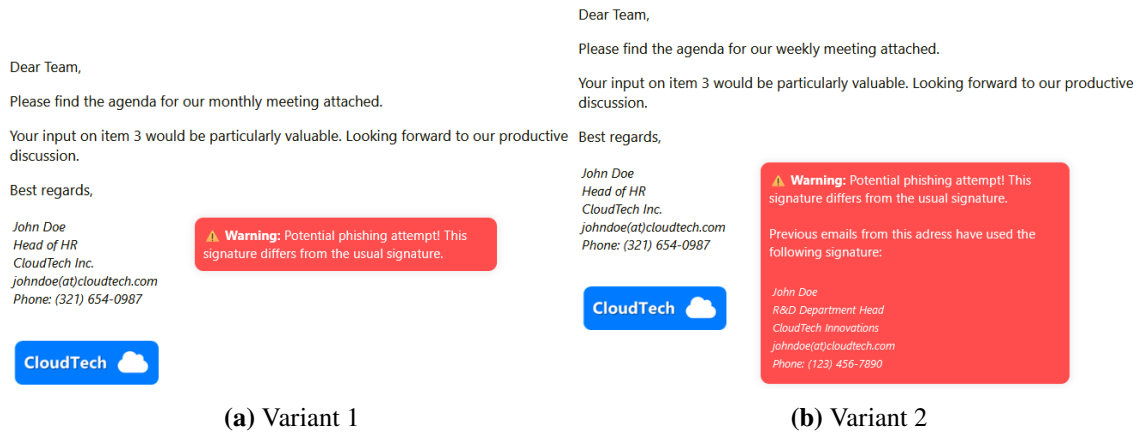 Dear Team,
Please find the agenda for our monthly meeting attached.
Your input on item 3 would be particularly valuable. Looking forward to our productive
discussion.
Best regards,
John Doe
Head of HR
CloudTech Inc.
johndoe(at)cloudtech.com
Phone: (321) 654-0987
CloudTech
⚠ Warning: Potential phishing attempt! This
signature differs from the usual signature.
(a) Variant 1
Dear Team,
Please find the agenda for our weekly meeting attached.
Your input on item 3 would be particularly valuable. Looking forward to our productive
discussion.
Best regards,
John Doe
Head of HR
CloudTech Inc.
johndoe(at)cloudtech.com
Phone: (321) 654-0987
CloudTech
⚠ Warning: Potential phishing attempt! This
signature differs from the usual signature.
Previous emails from this adress have used the
following signature:
John Doe
R&D Department Head
CloudTech Innovations
johndoe(at)cloudtech.com
Phone: (123) 456-7890
(b) Variant 2